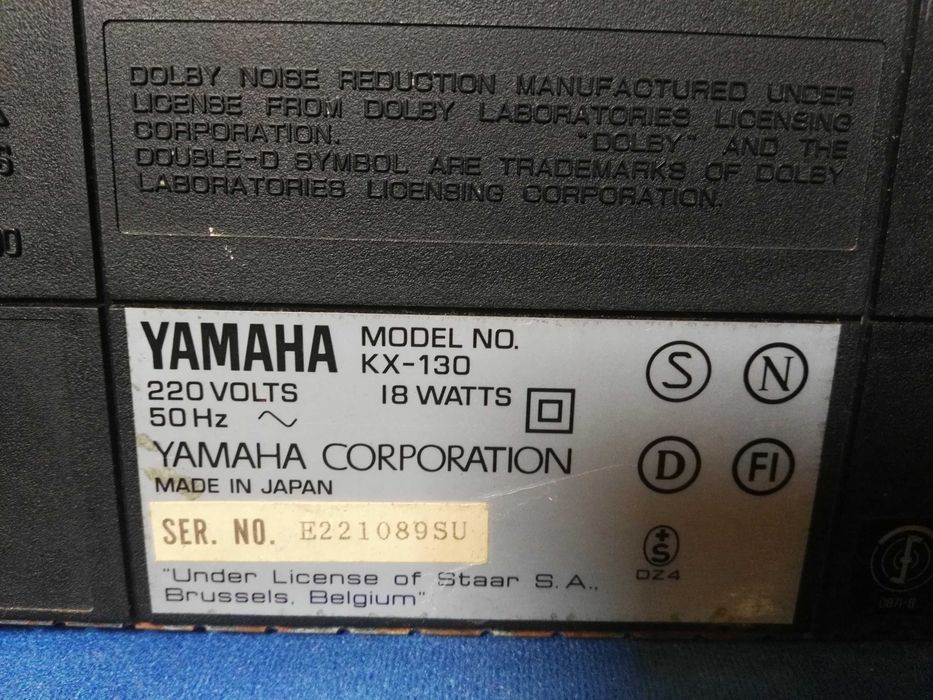 DOLBY NOISE REDUCTION MANUFACTURED UNDER
LICENSE FROM DOLBY LABORATORIES LICENSING
CORPORATION. "DOLBY" AND THE
DOUBLE-D SYMBOL ARE TRADEMARKS OF DOLBY
LABORATORIES LICENSING CORPORATION.
YAMAHA MODEL NO.
KX-130
220 VOLTS 18 WATTS
50 Hz
YAMAHA CORPORATION
MADE IN JAPAN
SER. NO. E221089SU
"Under License of Staar S.A.,
Brussels, Belgium"
S N
D FI
+
S
DZ4